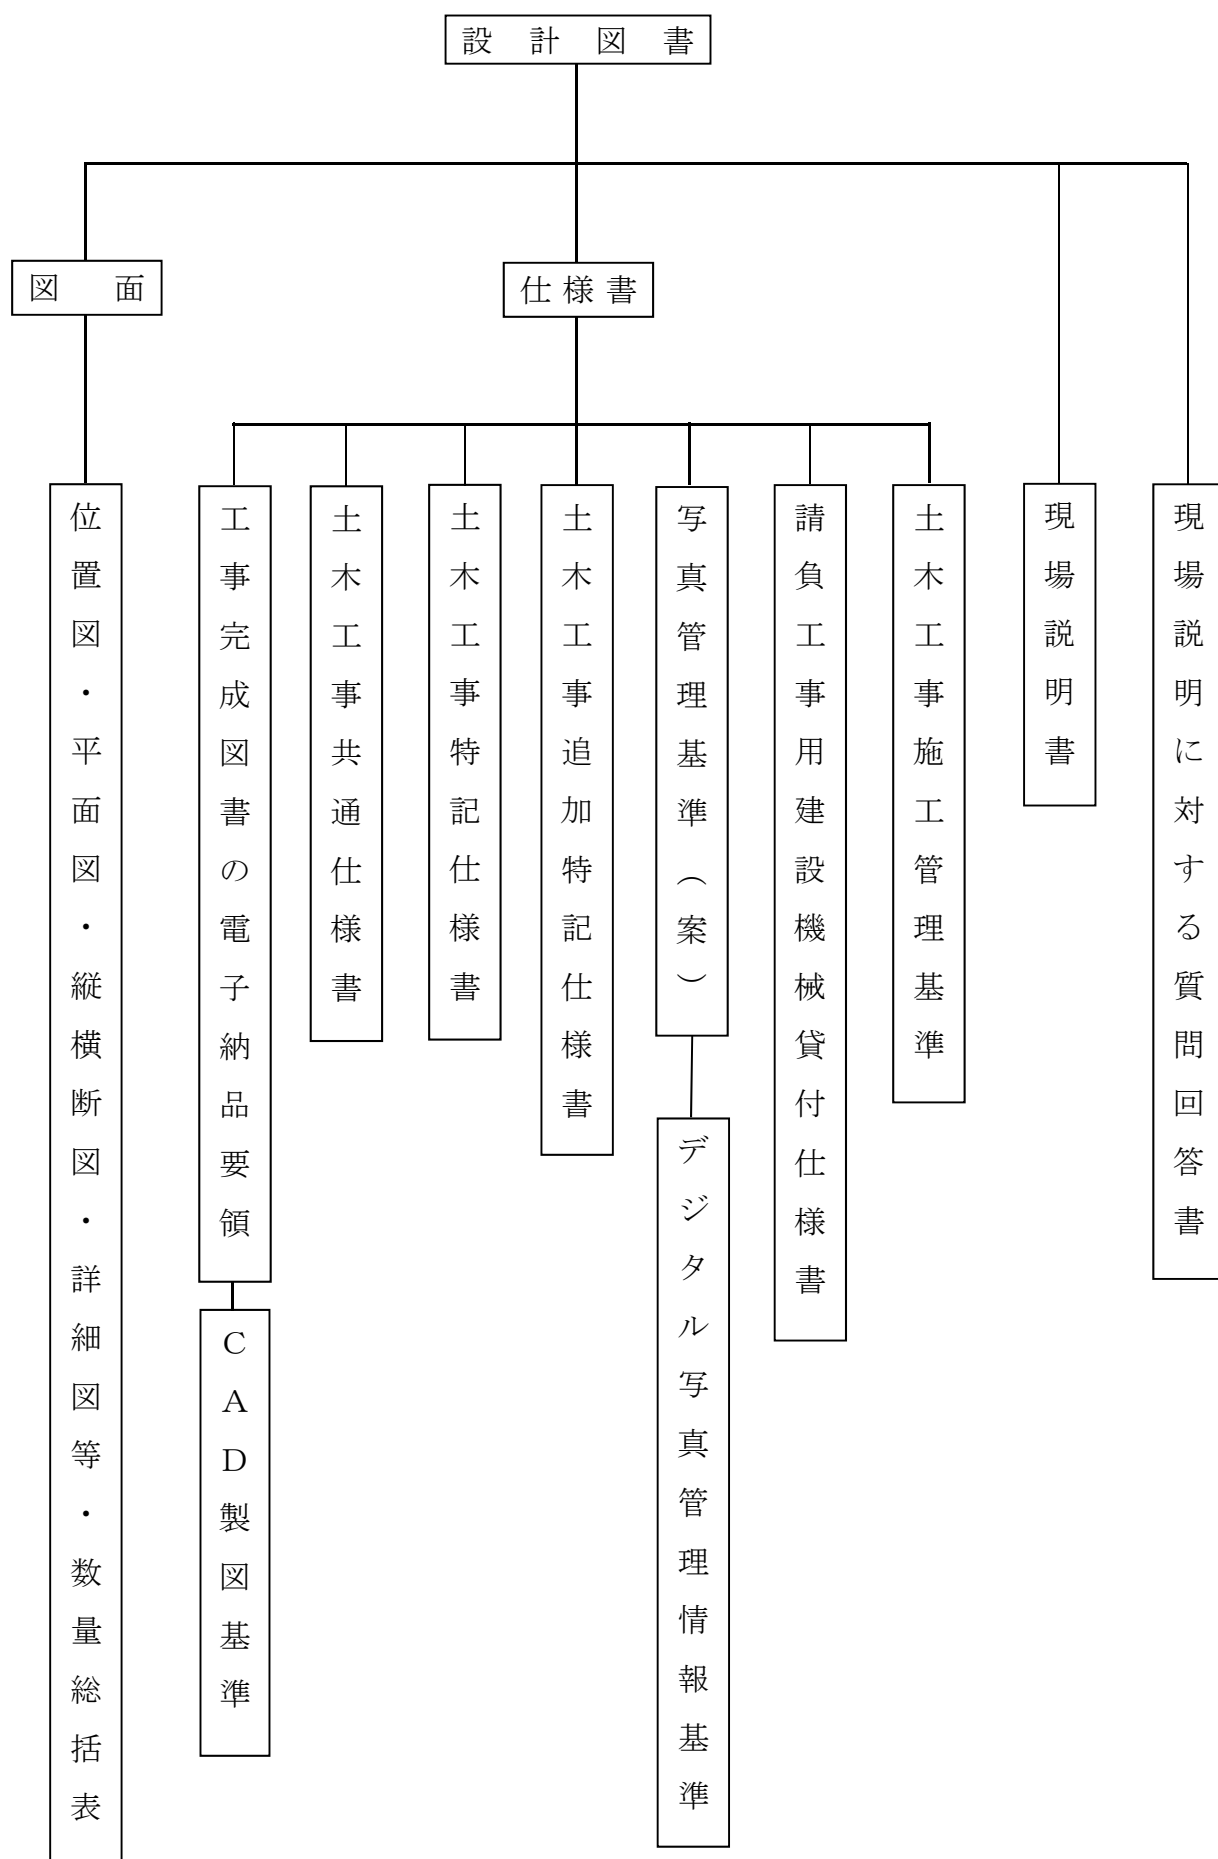 設計図書
図面
仕様書
位置図・平面図・縦横断図・詳細図等・数量総括表
工事完成図書の電子納品要領
土木工事共通仕様書
土木工事特記仕様書
土木工事追加特記仕様書
写真管理基準（案）
請負工事用建設機械貸付仕様書
土木工事施工管理基準
現場説明書
現場説明に対する質問回答書
CAD製図基準
デジタル写真管理情報基準